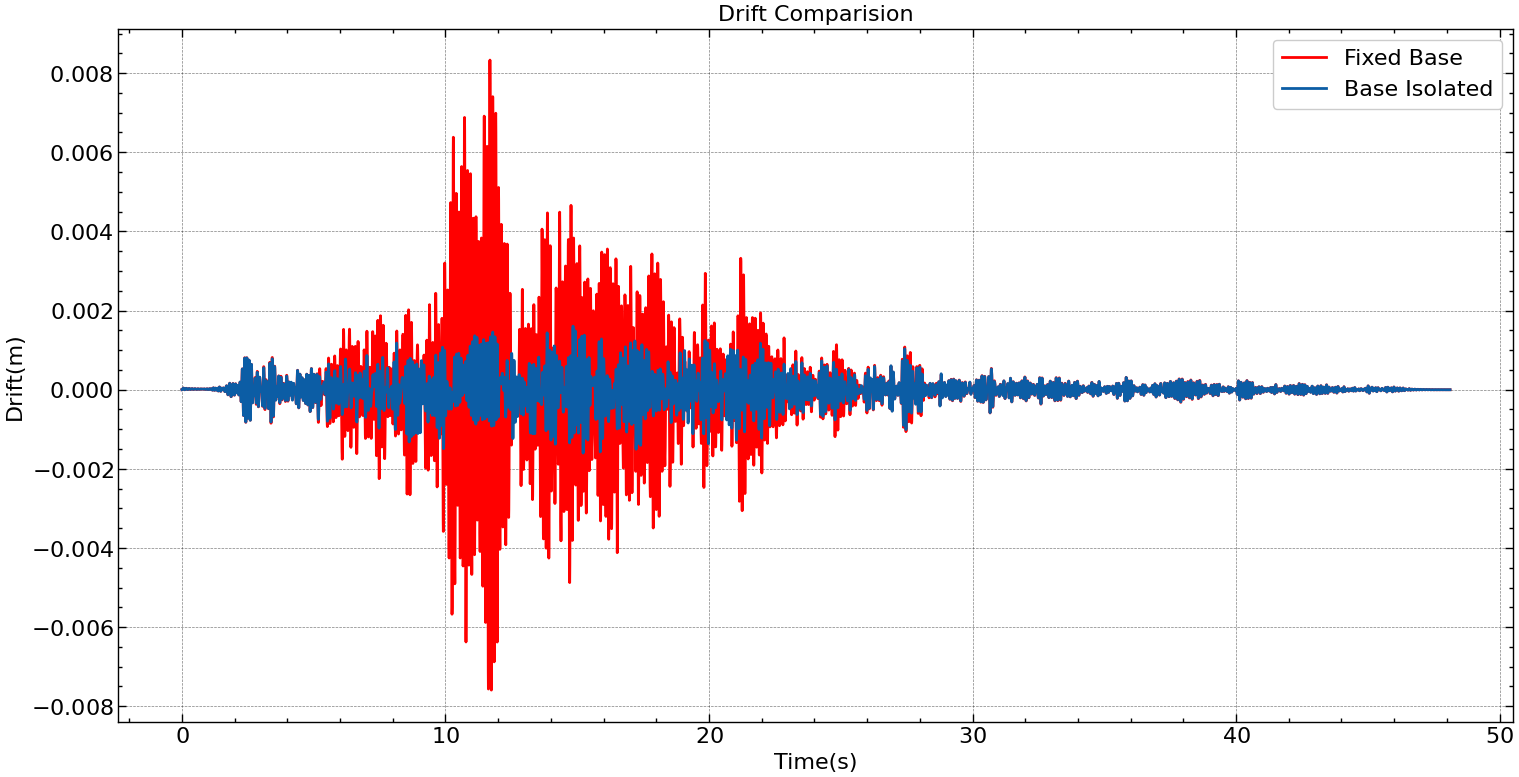 Drift Comparision
Fixed Base
Base Isolated
Drift(m)
0.008
0.006
0.004
0.002
0.000
−0.002
−0.004
−0.006
−0.008
0 10 20 30 40 50
Time(s)